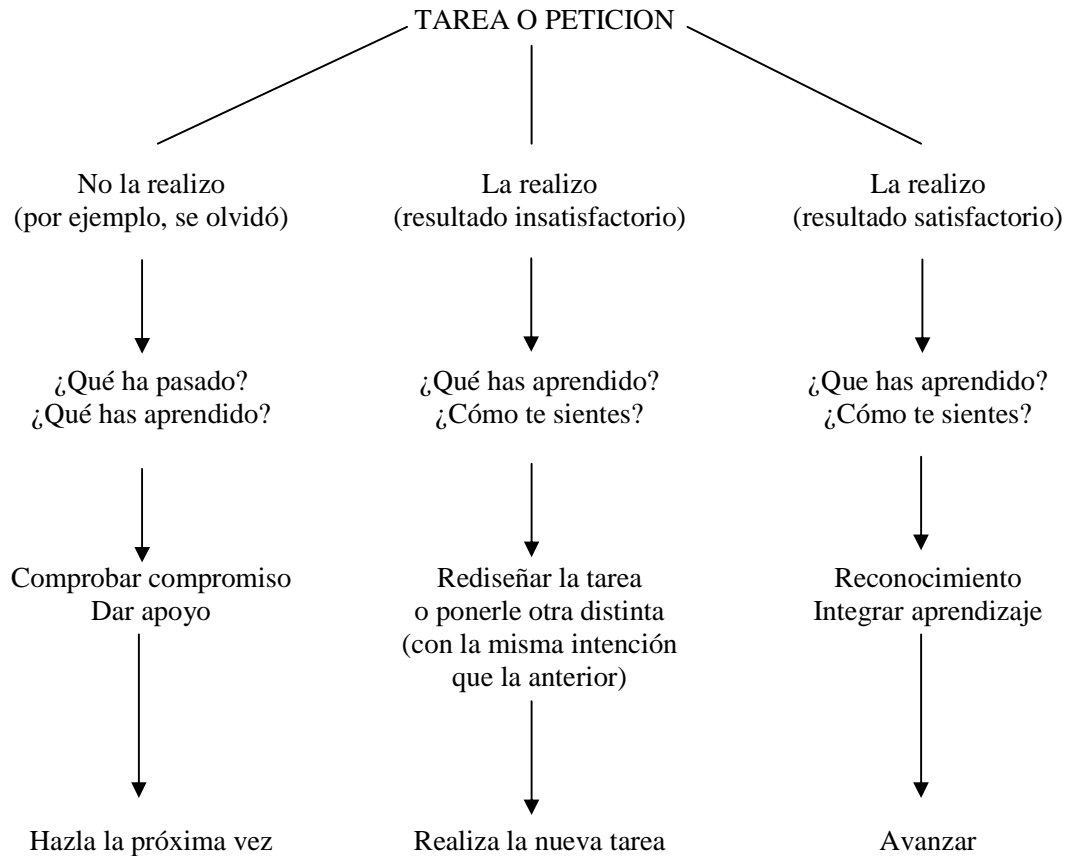 TAREA O PETICION
No la realizo
(por ejemplo, se olvidó)
La realizo
(resultado insatisfactorio)
La realizo
(resultado satisfactorio)
¿Qué ha pasado?
¿Qué has aprendido?
¿Qué has aprendido?
¿Cómo te sientes?
¿Que has aprendido?
¿Cómo te sientes?
Comprobar compromiso
Dar apoyo
Rediseñar la tarea
o ponerle otra distinta
(con la misma intención
que la anterior)
Reconocimiento
Integrar aprendizaje
Hazla la próxima vez
Realiza la nueva tarea
Avanzar